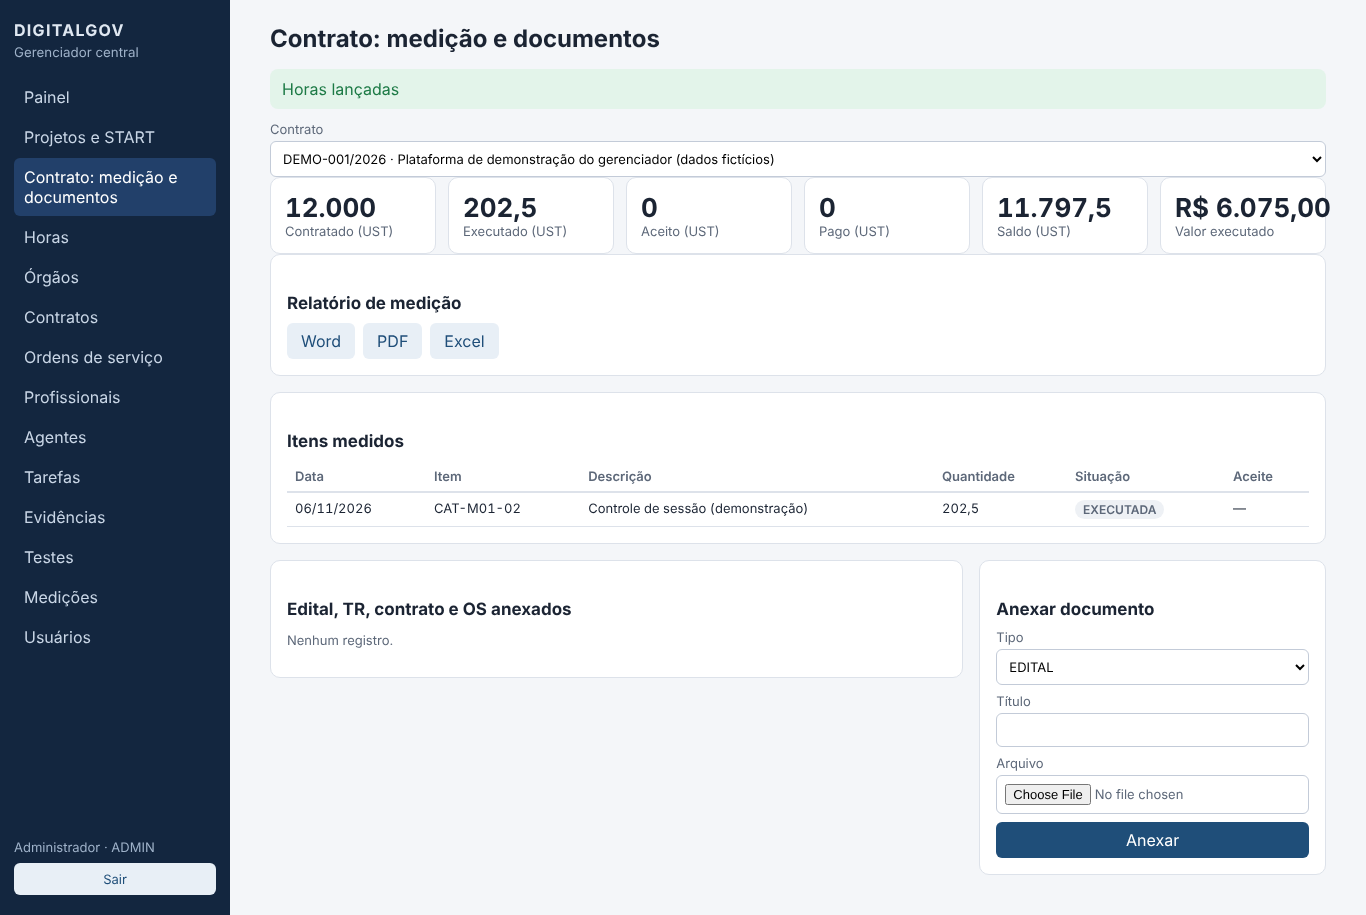 DIGITALGOV
Gerenciador central
Painel
Projetos e START
Contrato: medição e
documentos
Horas
Órgãos
Contratos
Ordens de serviço
Profissionais
Agentes
Tarefas
Evidências
Testes
Medições
Usuários
Administrador · ADMIN
Sair
Contrato: medição e documentos
Horas lançadas
Contrato
DEMO-001/2026 · Plataforma de demonstração do gerenciador (dados fictícios)
12.000
Contratado (UST)
202,5
Executado (UST)
0
Aceito (UST)
0
Pago (UST)
11.797,5
Saldo (UST)
R$ 6.075,00
Valor executado
Relatório de medição
Word PDF Excel
Itens medidos
Data Item Descrição Quantidade Situação Aceite
06/11/2026 CAT-M01-02 Controle de sessão (demonstração) 202,5 EXECUTADA —
Edital, TR, contrato e OS anexados
Nenhum registro.
Anexar documento
Tipo
EDITAL
Título
Arquivo
Choose File No file chosen
Anexar